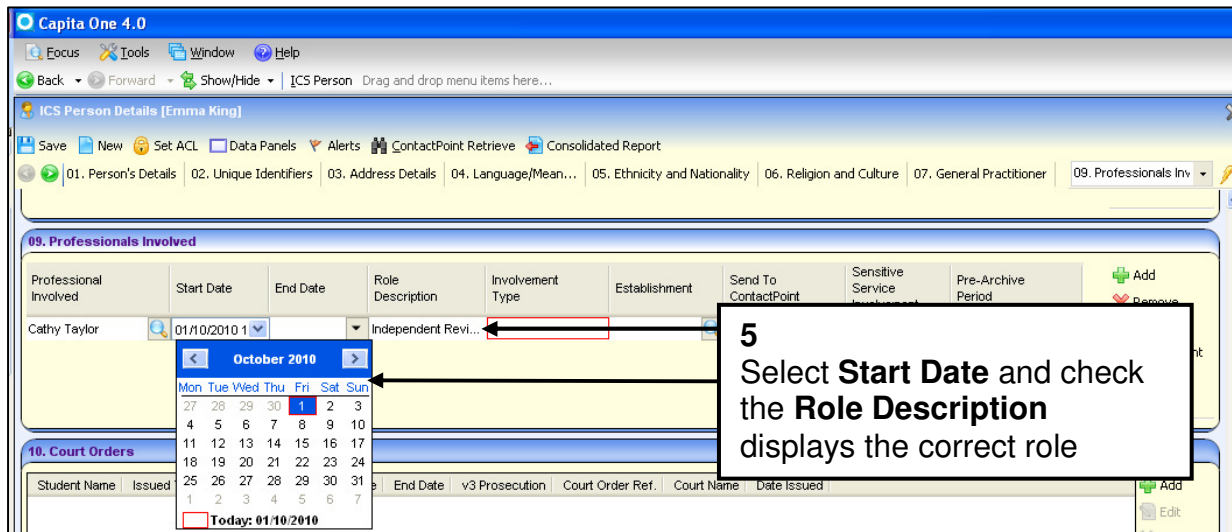 Capita One 4.0
Focus Tools Window Help
Back Forward Show/Hide ICS Person Drag and drop menu items here...
ICS Person Details [Emma King]
Save New Set ACL Data Panels Alerts ContactPoint Retrieve Consolidated Report
01. Person's Details 02. Unique Identifiers 03. Address Details 04. Language/Mean... 05. Ethnicity and Nationality 06. Religion and Culture 07. General Practitioner 09. Professionals Inv
09. Professionals Involved
Professional Involved Start Date End Date Role Description Involvement Type Establishment Send To ContactPoint Sensitive Service Involvement Pre-Archive Period Add
Remove
Cathy Taylor 01/10/2010 1 Independent Revi...
October 2010
Mon Tue Wed Thu Fri Sat Sun
27 28 29 30 1 2 3
4 5 6 7 8 9 10
11 12 13 14 15 16 17
18 19 20 21 22 23 24
25 26 27 28 29 30 31
1 2 3 4 5 6 7
Today: 01/10/2010
5
Select Start Date and check
the Role Description
displays the correct role
nt
10. Court Orders
Student Name Issued e End Date v3 Prosecution Court Order Ref. Court Name Date Issued Add
Edit